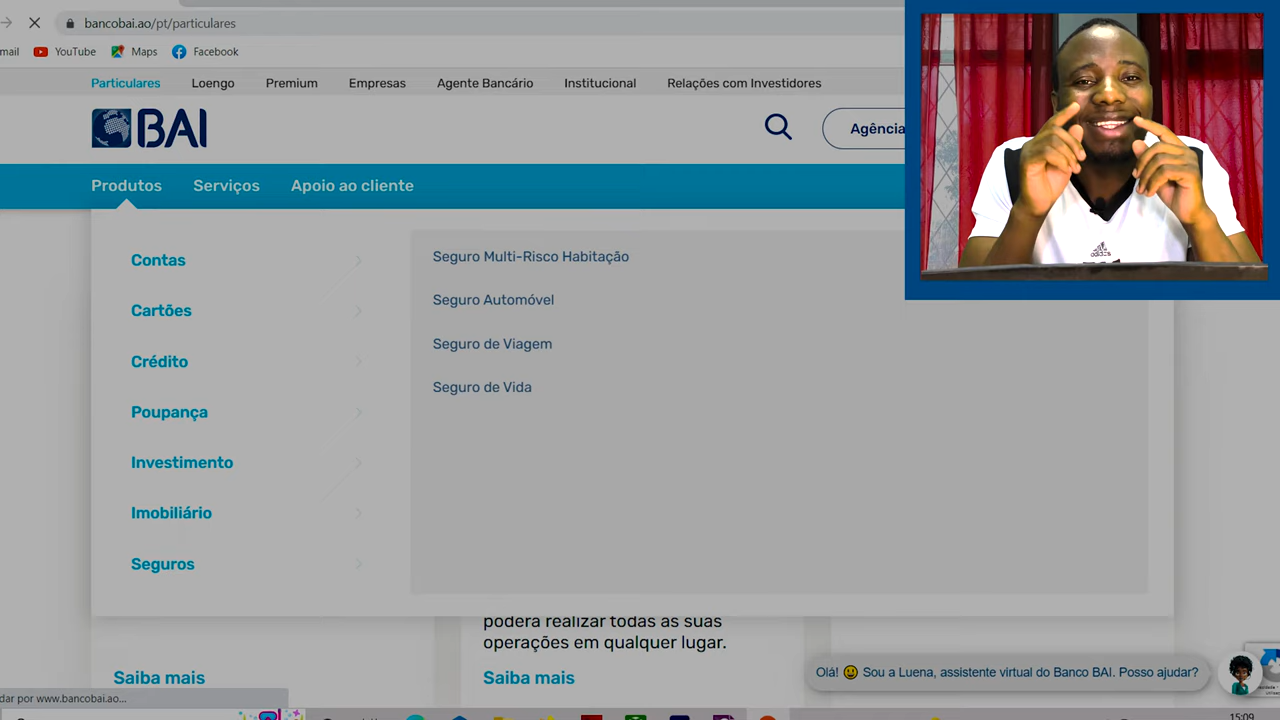 bancobai.ao/pt/particulares
mail YouTube Maps Facebook
Particulares Loengo Premium Empresas Agente Bancário Institucional Relações com Investidores
BAI
Agência
Produtos Serviços Apoio ao cliente
Contas
Cartões
Crédito
Poupança
Investimento
Imobiliário
Seguros
Seguro Multi-Risco Habitação
Seguro Automóvel
Seguro de Viagem
Seguro de Vida
adidas
poderá realizar todas as suas
operações em qualquer lugar.
Saiba mais
Saiba mais
Olá! 😀 Sou a Luena, assistente virtual do Banco BAI. Posso ajudar?
dar por www.bancobai.ao...
15:09